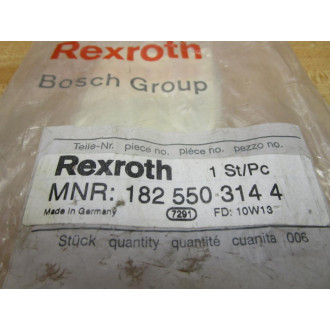 Rexroth
Bosch Group
Teile-Nr. piece no. pièce no. pezzo no.
Rexroth 1 St/Pc
MNR: 182 550 314 4
Made in Germany 7291 FD: 10W13
Stück quantity quantité cuanita 006